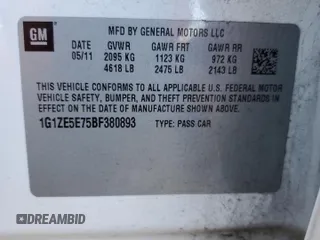 GM
MFD BY GENERAL MOTORS LLC
DATE GVWR GAWR FRT GAWR RR
05/11 2095 KG 1123 KG 972 KG
4618 LB 2475 LB 2143 LB
THIS VEHICLE CONFORMS TO ALL APPLICABLE U.S. FEDERAL MOTOR
VEHICLE SAFETY, BUMPER, AND THEFT PREVENTION STANDARDS
IN EFFECT ON THE DATE OF MANUFACTURE SHOWN ABOVE.
1G1ZE5E75BF380893 TYPE: PASS CAR
DREAMBID